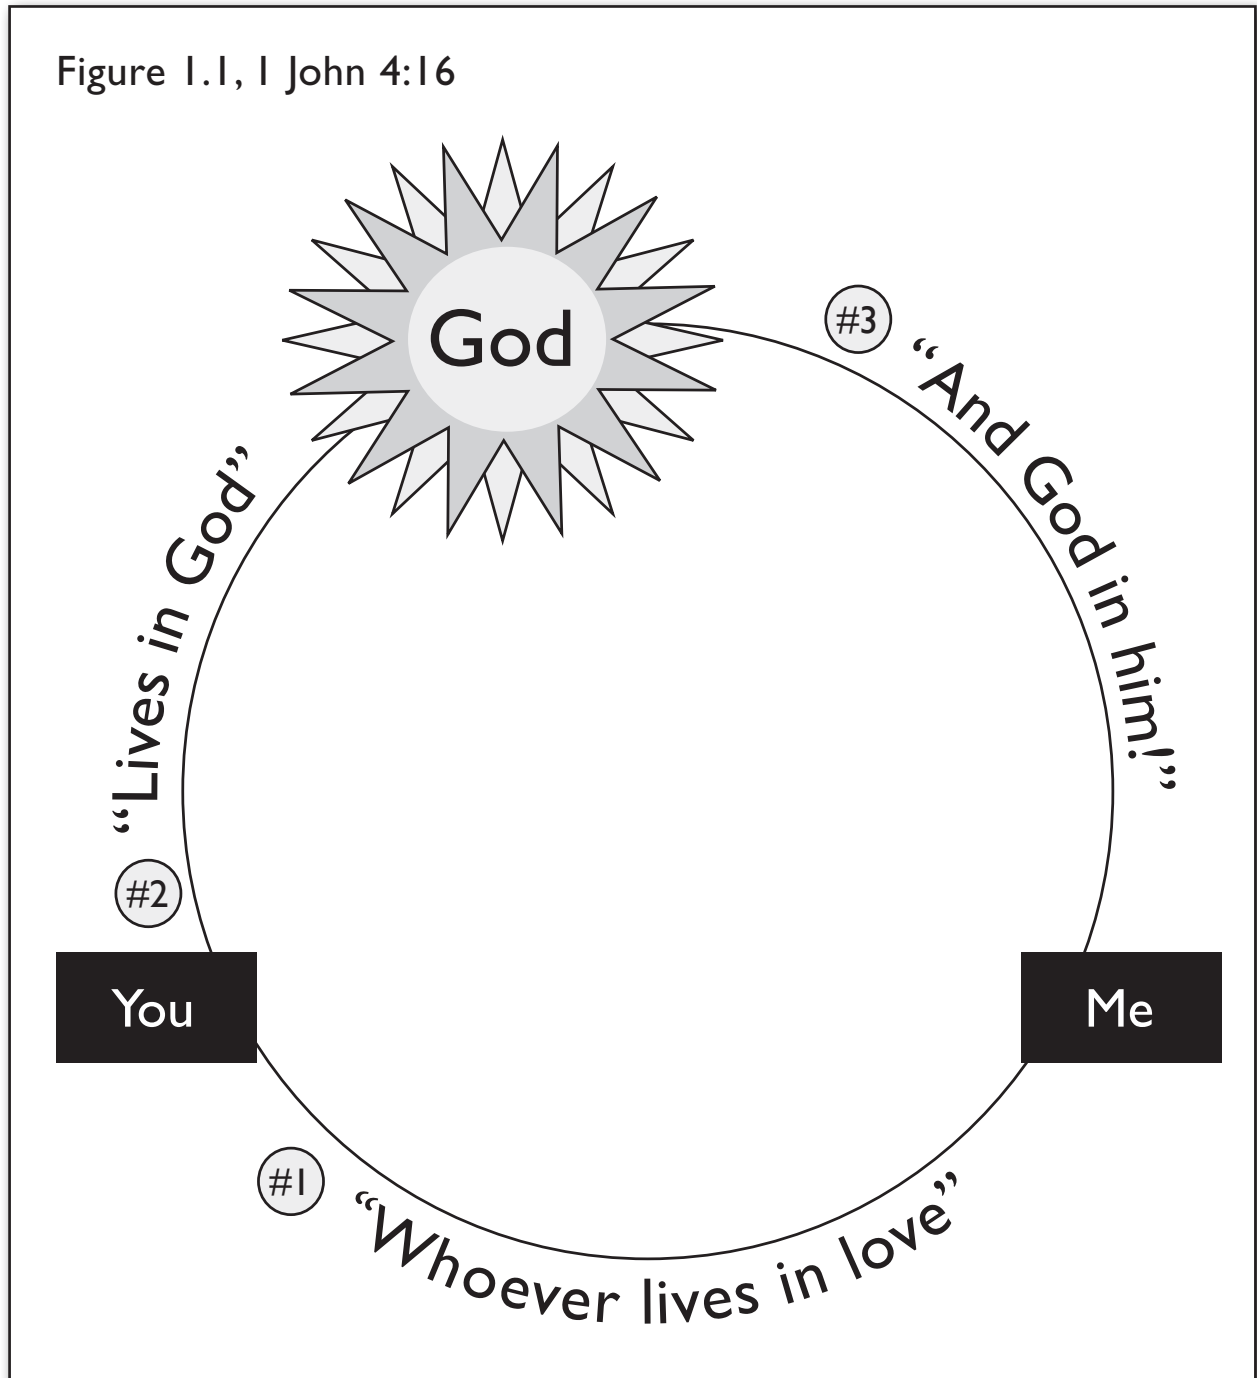 Figure 1.1, 1 John 4:16
God
#3
“And God in him!”
“Lives in God”
#2
You
Me
#1
“Whoever lives in love”